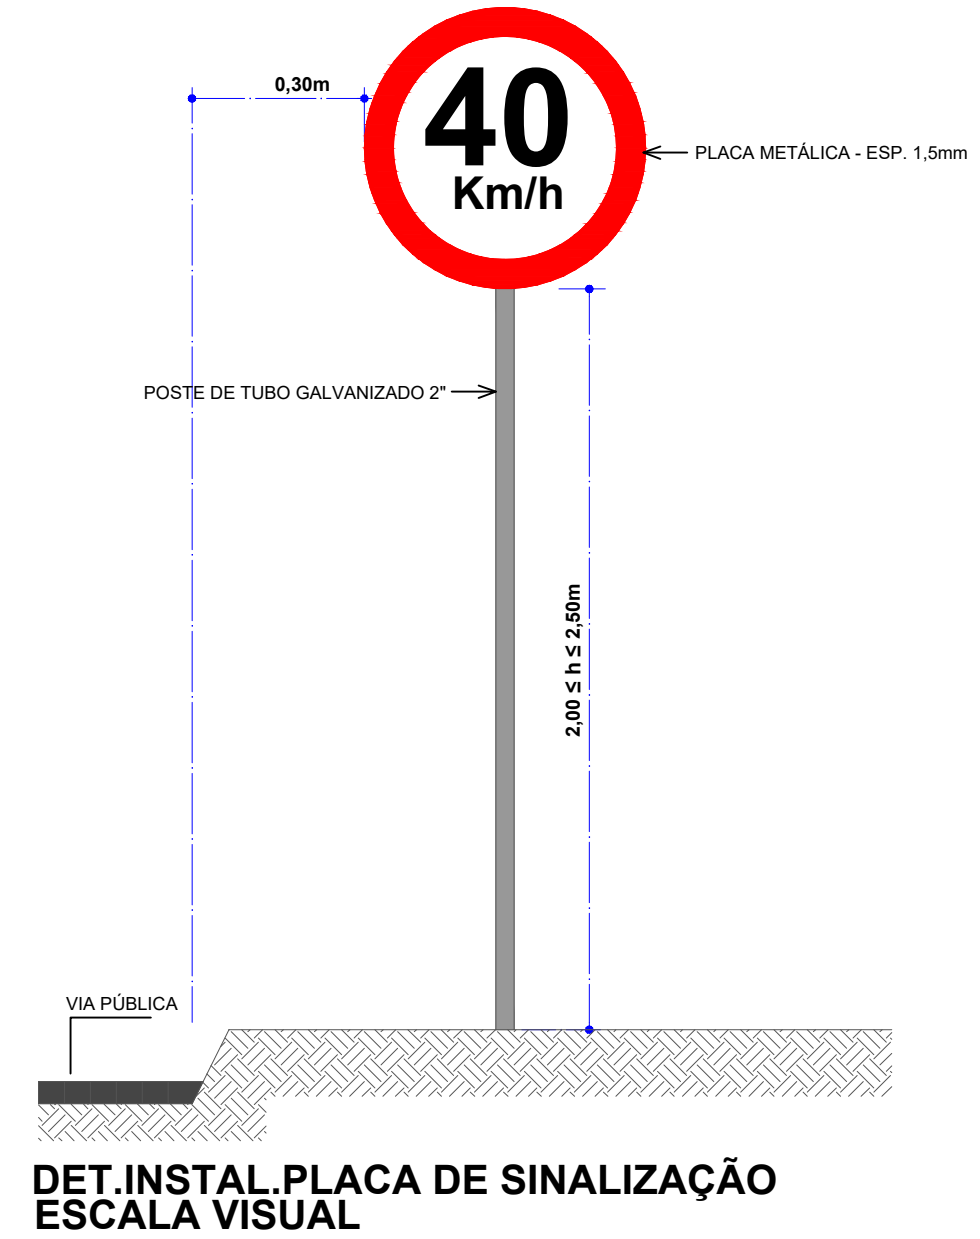 0,30m
40
Km/h
PLACA METÁLICA - ESP. 1,5mm
POSTE DE TUBO GALVANIZADO 2"
2,00 ≤ h ≤ 2,50m
VIA PÚBLICA
DET.INSTAL.PLACA DE SINALIZAÇÃO
ESCALA VISUAL